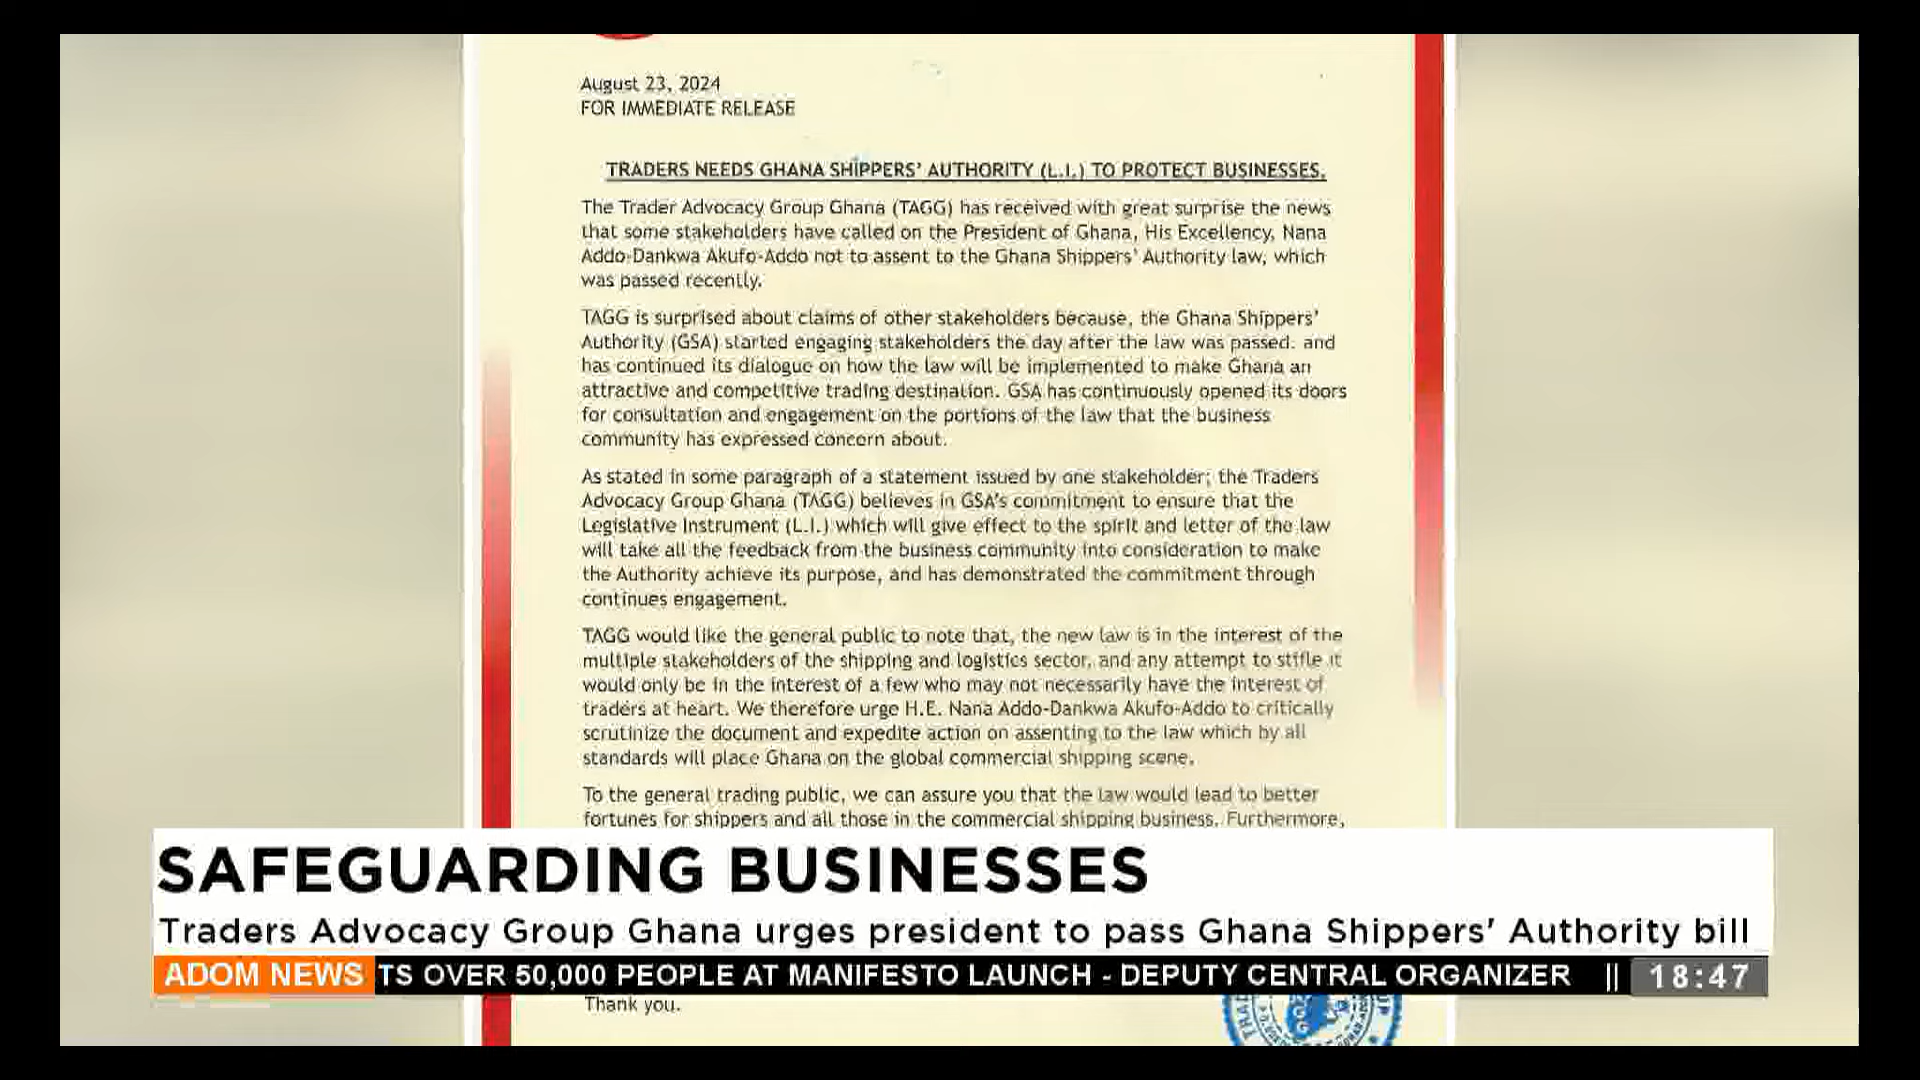 August 23, 2024
FOR IMMEDIATE RELEASE
TRADERS NEEDS GHANA SHIPPERS' AUTHORITY (L.I.) TO PROTECT BUSINESSES.
The Trader Advocacy Group Ghana (TAGG) has received with great surprise the news
that some stakeholders have called on the President of Ghana, His Excellency, Nana
Addo-Dankwa Akufo-Addo not to assent to the Ghana Shippers' Authority law, which
was passed recently.
TAGG is surprised about claims of other stakeholders because, the Ghana Shippers'
Authority (GSA) started engaging stakeholders the day after the law was passed. and
has continued its dialogue on how the law will be implemented to make Ghana an
attractive and competitive trading destination. GSA has continuously opened its doors
for consultation and engagement on the portions of the law that the business
community has expressed concern about.
As stated in some paragraph of a statement issued by one stakeholder; the Traders
Advocacy Group Ghana (TAGG) believes in GSA's commitment to ensure that the
Legislative Instrument (L.I.) which will give effect to the spirit and letter of the law
will take all the feedback from the business community into consideration to make
the Authority achieve its purpose, and has demonstrated the commitment through
continues engagement.
TAGG would like the general public to note that, the new law is in the interest of the
multiple stakeholders of the shipping and logistics sector, and any attempt to stifle it
would only be in the interest of a few who may not necessarily have the interest of
traders at heart. We therefore urge H.E. Nana Addo-Dankwa Akufo-Addo to critically
scrutinize the document and expedite action on assenting to the law which by all
standards will place Ghana on the global commercial shipping scene.
To the general trading public, we can assure you that the law would lead to better
fortunes for shippers and all those in the commercial shipping business. Furthermore,
SAFEGUARDING BUSINESSES
Traders Advocacy Group Ghana urges president to pass Ghana Shippers' Authority bill
ADOM NEWS TS OVER 50,000 PEOPLE AT MANIFESTO LAUNCH - DEPUTY CENTRAL ORGANIZER || 18:47
Thank you.